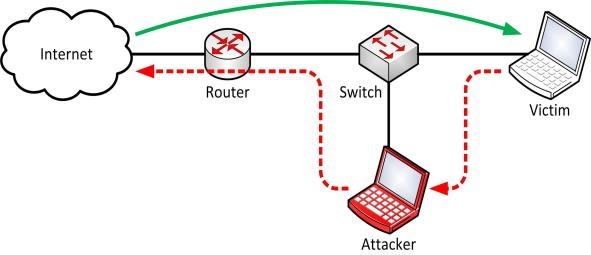 Internet
Router
Switch
Victim
Attacker